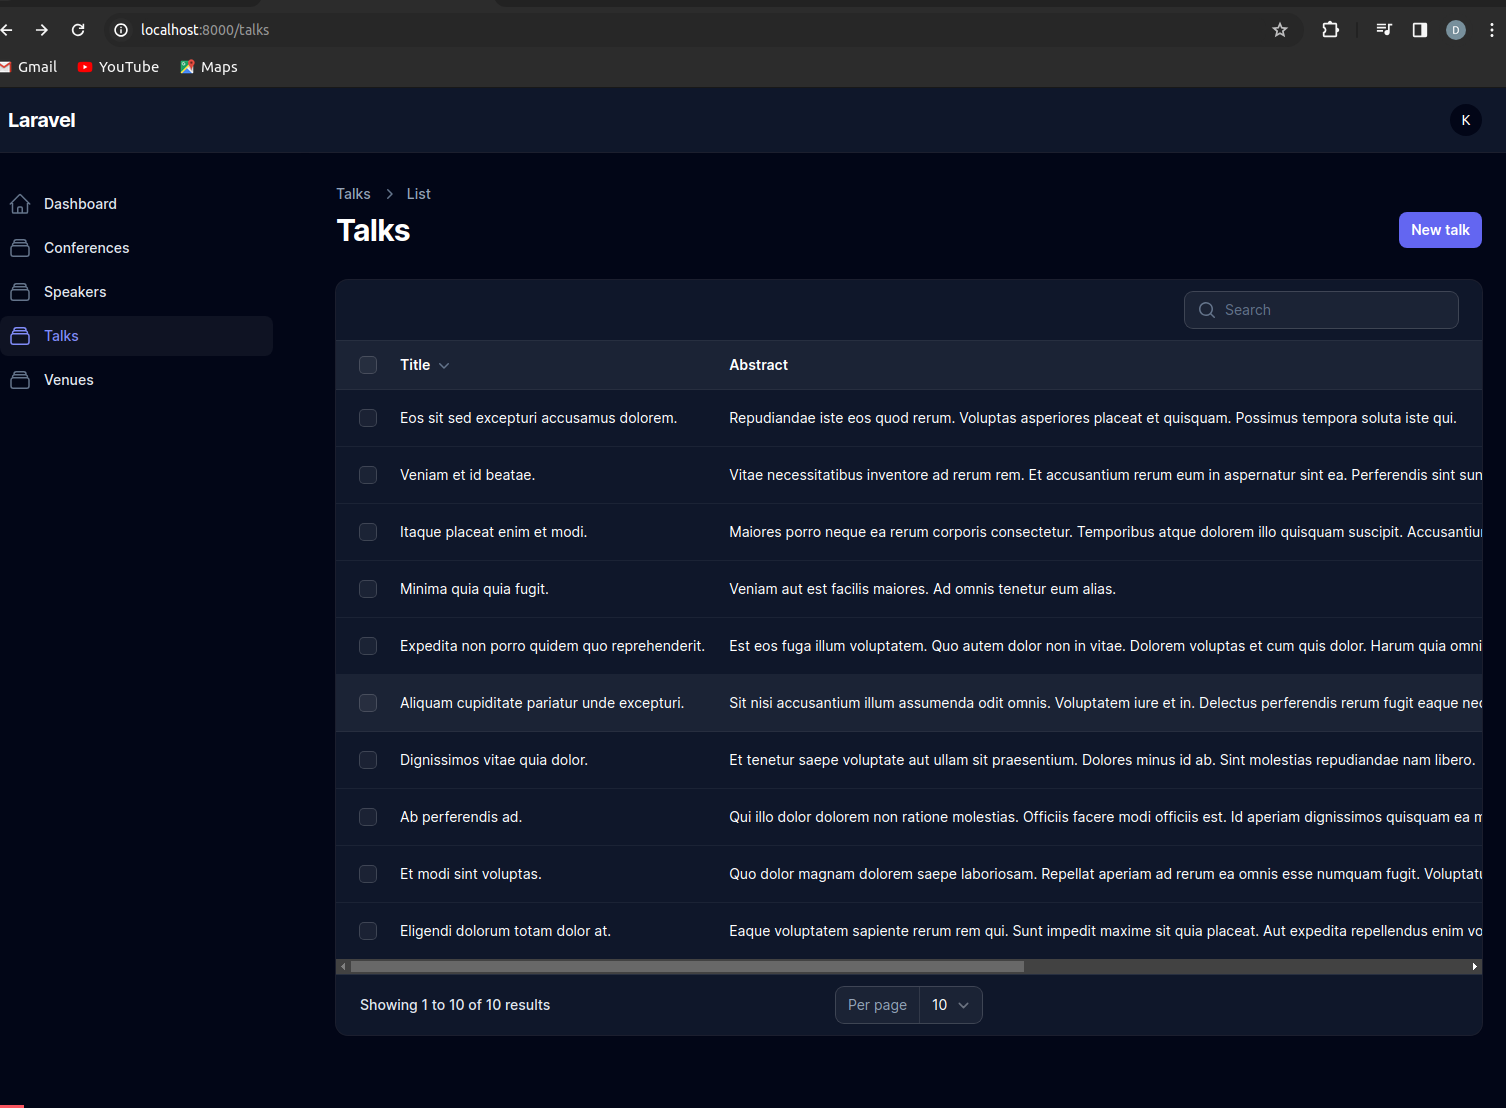 localhost:8000/talks
D
Gmail YouTube Maps
Laravel
K
Dashboard
Conferences
Speakers
Talks
Venues
Talks > List
Talks
New talk
Search
Title Abstract
Eos sit sed excepturi accusamus dolorem. Repudiandae iste eos quod rerum. Voluptas asperiores placeat et quisquam. Possimus tempora soluta iste qui.
Veniam et id beatae. Vitae necessitatibus inventore ad rerum rem. Et accusantium rerum eum in aspernatur sint ea. Perferendis sint sun
Itaque placeat enim et modi. Maiores porro neque ea rerum corporis consectetur. Temporibus atque dolorem illo quisquam suscipit. Accusantiu
Minima quia quia fugit. Veniam aut est facilis maiores. Ad omnis tenetur eum alias.
Expedita non porro quidem quo reprehenderit. Est eos fuga illum voluptatem. Quo autem dolor non in vitae. Dolorem voluptas et cum quis dolor. Harum quia omni
Aliquam cupiditate pariatur unde excepturi. Sit nisi accusantium illum assumenda odit omnis. Voluptatem iure et in. Delectus perferendis rerum fugit eaque nec
Dignissimos vitae quia dolor. Et tenetur saepe voluptate aut ullam sit praesentium. Dolores minus id ab. Sint molestias repudiandae nam libero.
Ab perferendis ad. Qui illo dolor dolorem non ratione molestias. Officiis facere modi officiis est. Id aperiam dignissimos quisquam ea m
Et modi sint voluptas. Quo dolor magnam dolorem saepe laboriosam. Repellat aperiam ad rerum ea omnis esse numquam fugit. Voluptatu
Eligendi dolorum totam dolor at. Eaque voluptatem sapiente rerum rem qui. Sunt impedit maxime sit quia placeat. Aut expedita repellendus enim vo
Showing 1 to 10 of 10 results
Per page 10